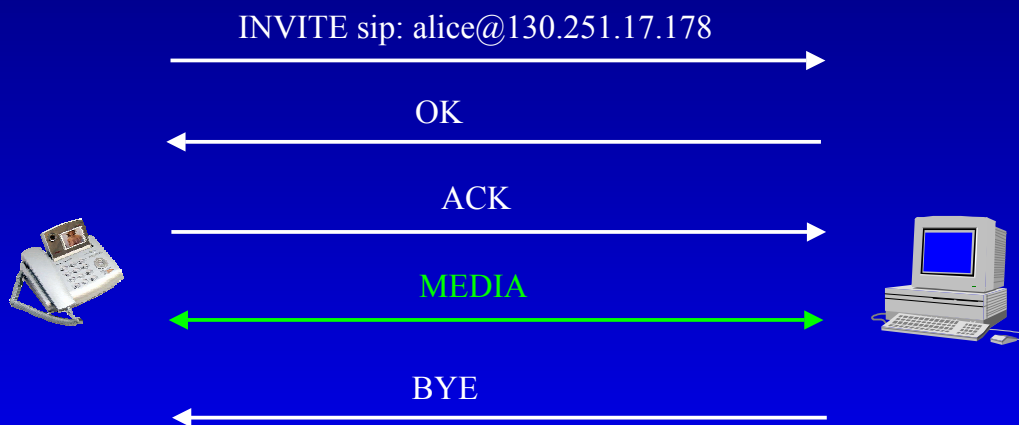 INVITE sip: alice@130.251.17.178
OK
ACK
MEDIA
BYE